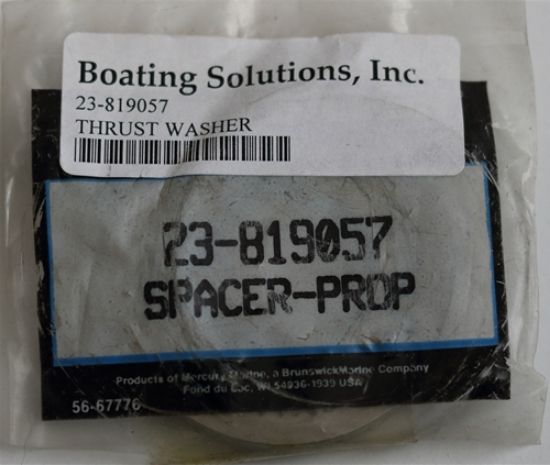 Boating Solutions, Inc.
23-819057
THRUST WASHER
23-819057
SPACER-PROP
Products of Mercury Marine, a Brunswick Marine Company
Fond du Lac, WI 54936-1939 USA
56-67776